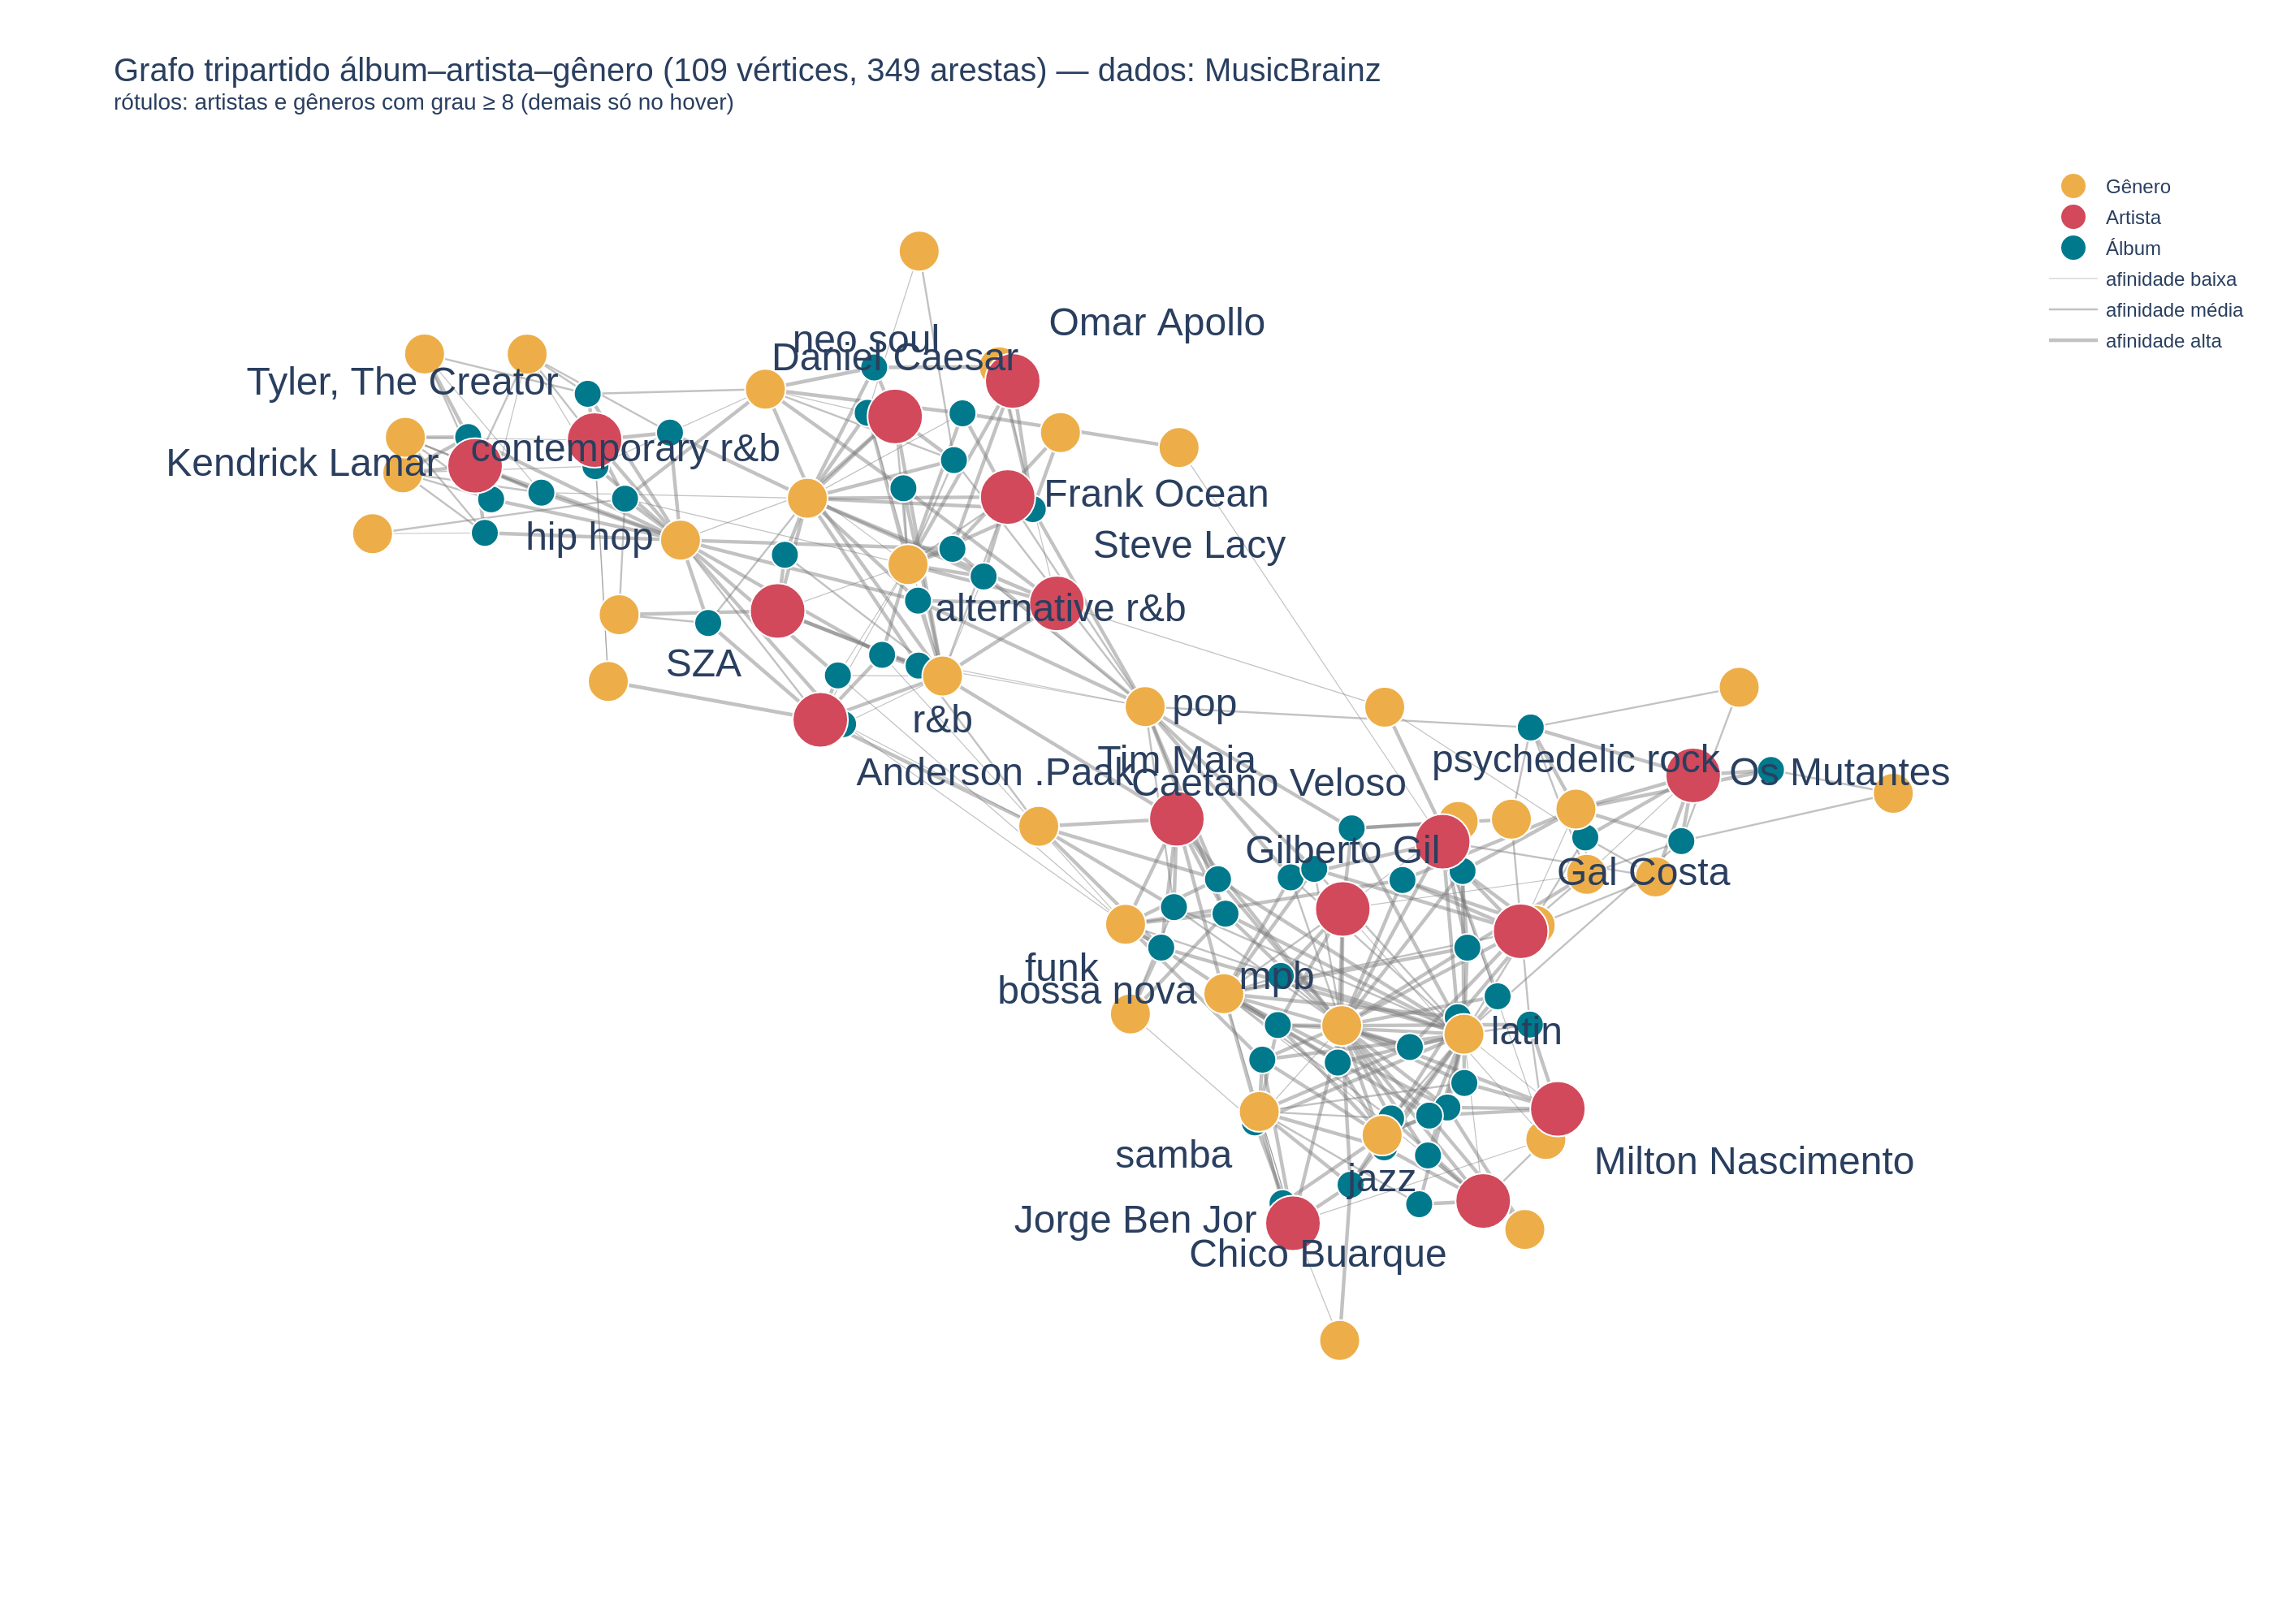 Grafo tripartido álbum–artista–gênero (109 vértices, 349 arestas) — dados: MusicBrainz
rótulos: artistas e gêneros com grau ≥ 8 (demais só no hover)
Gênero
Artista
Álbum
afinidade baixa
afinidade média
afinidade alta
Omar Apollo
neo soul
Daniel Caesar
Tyler, The Creator
contemporary r&b
Kendrick Lamar
Frank Ocean
hip hop
Steve Lacy
alternative r&b
SZA
pop
r&b
Tim Maia
psychedelic rock
Anderson .Paak
Os Mutantes
Caetano Veloso
Gilberto Gil
Gal Costa
funk
mpb
bossa nova
latin
samba
Milton Nascimento
jazz
Jorge Ben Jor
Chico Buarque